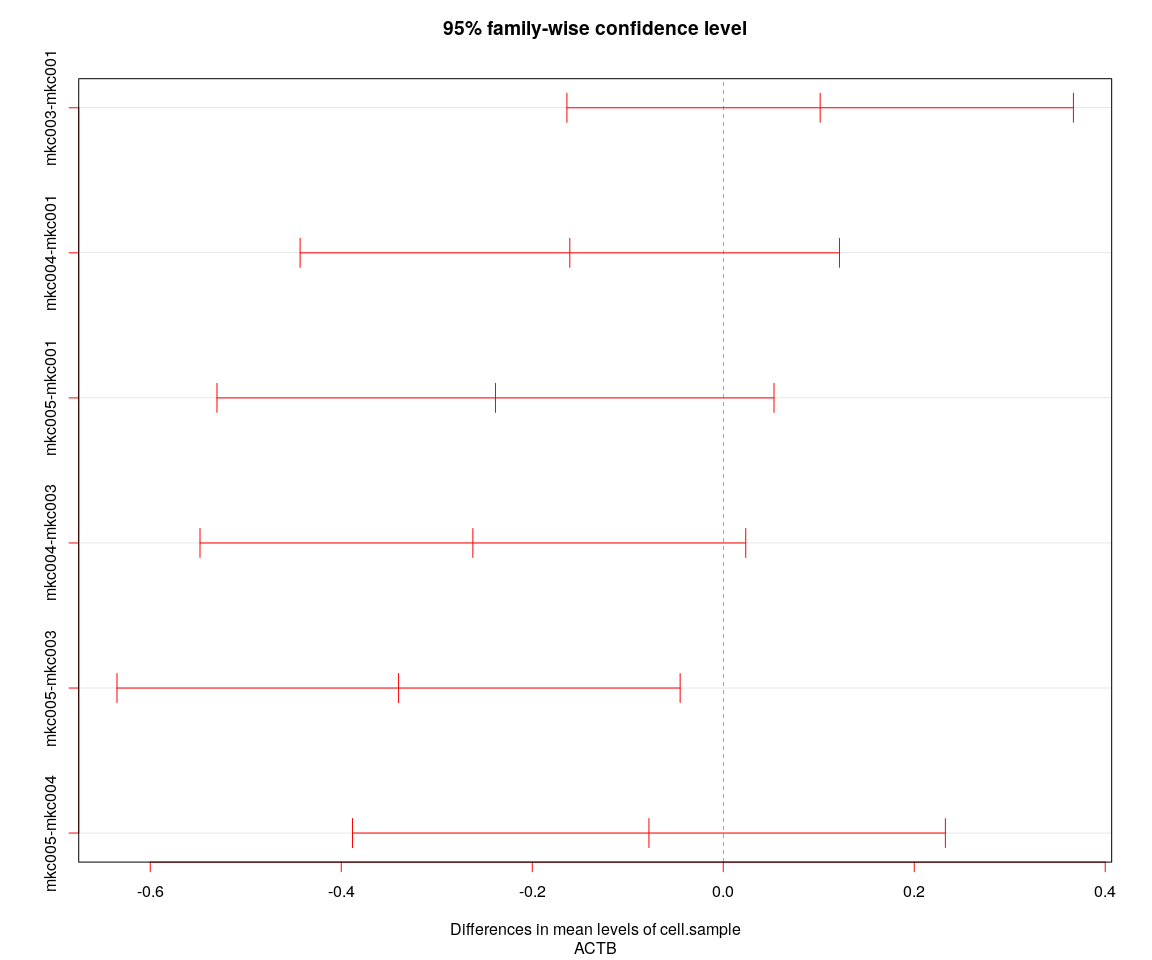 95% family-wise confidence level
mkc003-mkc001
mkc004-mkc001
mkc005-mkc001
mkc004-mkc003
mkc005-mkc003
mkc005-mkc004
-0.6 -0.4 -0.2 0.0 0.2 0.4
Differences in mean levels of cell.sample
ACTB